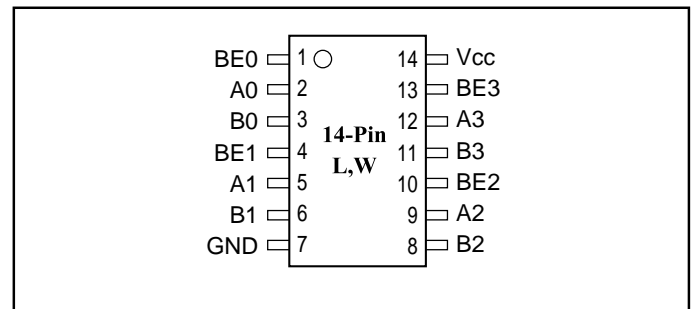 BE0 1 14 Vcc
A0 2 13 BE3
B0 3 12 A3
14-Pin
BE1 4 11 B3
L,W
A1 5 10 BE2
B1 6 9 A2
GND 7 8 B2